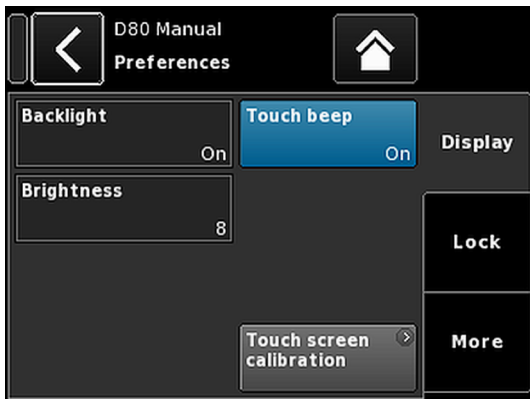 D80 Manual
Preferences
Backlight
On
Touch beep
On
Display
Brightness
8
Lock
Touch screen
calibration
More